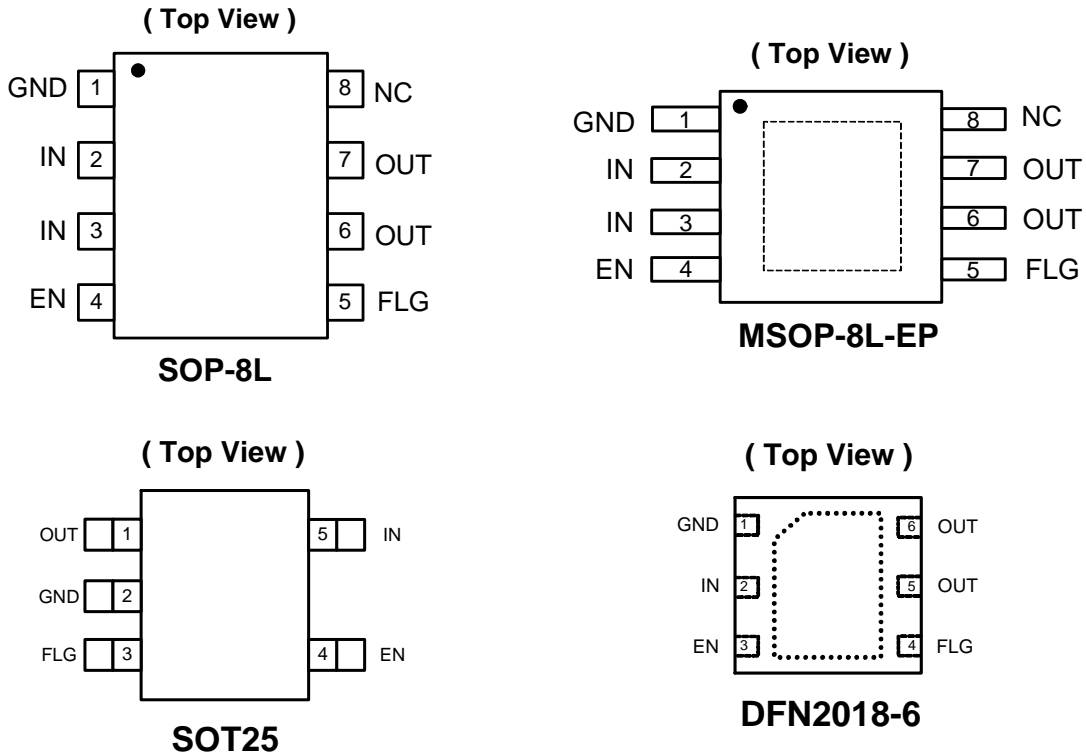 ( Top View )
GND 1 8 NC
IN 2 7 OUT
IN 3 6 OUT
EN 4 5 FLG
SOP-8L
( Top View )
GND 1 8 NC
IN 2 7 OUT
IN 3 6 OUT
EN 4 5 FLG
MSOP-8L-EP
( Top View )
OUT 1 5 IN
GND 2
FLG 3 4 EN
SOT25
( Top View )
GND 1 6 OUT
IN 2 5 OUT
EN 3 4 FLG
DFN2018-6